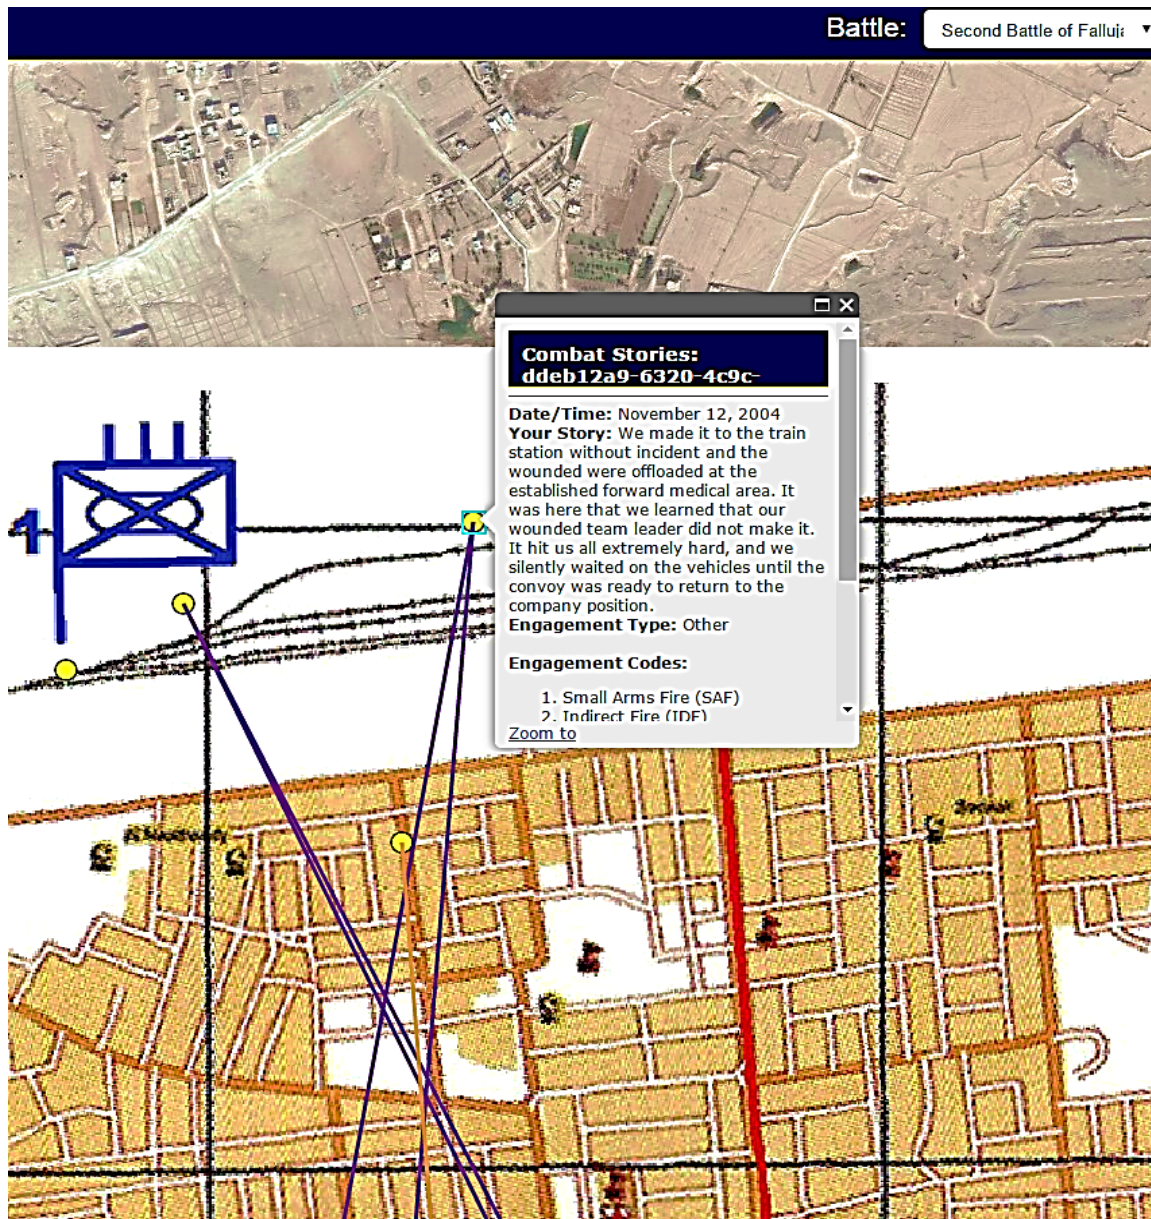 Battle: Second Battle of Falluja
Combat Stories:
ddeb12a9-6320-4c9c-
Date/Time: November 12, 2004
Your Story: We made it to the train
station without incident and the
wounded were offloaded at the
established forward medical area. It
was here that we learned that our
wounded team leader did not make it.
It hit us all extremely hard, and we
silently waited on the vehicles until the
convoy was ready to return to the
company position.
Engagement Type: Other
Engagement Codes:
1. Small Arms Fire (SAF)
2. Indirect Fire (IDF)
Zoom to
1